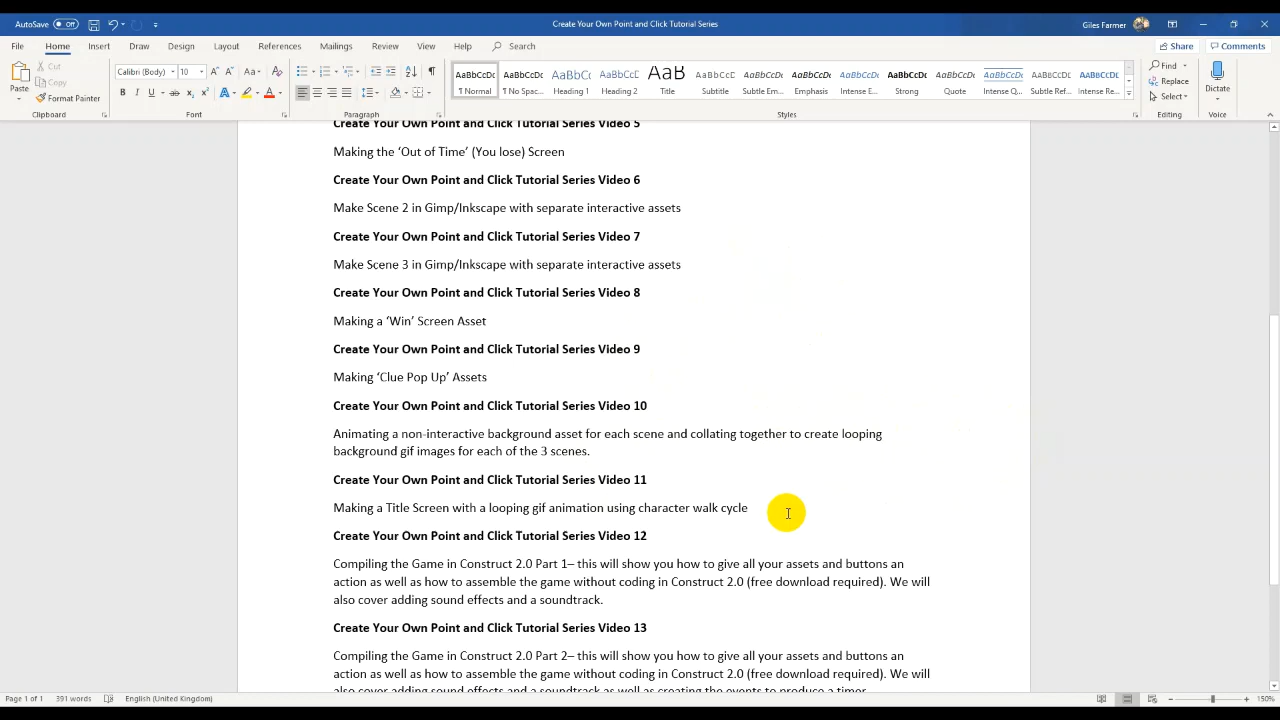 AutoSave Off Create Your Own Point and Click Tutorial Series Giles Farmer
File Home Insert Draw Design Layout References Mailings Review View Help Search Share Comments
Paste Cut Copy Format Painter
Calibri (Body) 10
AaBbCcDc AaBbCcDc AaBbCc AaBbCcC AaB AaBbCcC AaBbCcDc AaBbCcDc AaBbCcDc AaBbCcDc AaBbCcDc AaBbCcDc AaBbCcDc AaBbCcDc
¶ Normal ¶ No Spac... Heading 1 Heading 2 Title Subtitle Subtle Em... Emphasis Intense E... Strong Quote Intense Q... Subtle Ref... Intense Re...
Find Replace Select Dictate
Clipboard Font Paragraph Styles Editing Voice
Create Your Own Point and Click Tutorial Series Video 5
Making the ‘Out of Time’ (You lose) Screen
Create Your Own Point and Click Tutorial Series Video 6
Make Scene 2 in Gimp/Inkscape with separate interactive assets
Create Your Own Point and Click Tutorial Series Video 7
Make Scene 3 in Gimp/Inkscape with separate interactive assets
Create Your Own Point and Click Tutorial Series Video 8
Making a ‘Win’ Screen Asset
Create Your Own Point and Click Tutorial Series Video 9
Making ‘Clue Pop Up’ Assets
Create Your Own Point and Click Tutorial Series Video 10
Animating a non-interactive background asset for each scene and collating together to create looping
background gif images for each of the 3 scenes.
Create Your Own Point and Click Tutorial Series Video 11
Making a Title Screen with a looping gif animation using character walk cycle
Create Your Own Point and Click Tutorial Series Video 12
Compiling the Game in Construct 2.0 Part 1– this will show you how to give all your assets and buttons an
action as well as how to assemble the game without coding in Construct 2.0 (free download required). We will
also cover adding sound effects and a soundtrack.
Create Your Own Point and Click Tutorial Series Video 13
Compiling the Game in Construct 2.0 Part 2– this will show you how to give all your assets and buttons an
action as well as how to assemble the game without coding in Construct 2.0 (free download required). We will
also cover adding sound effects and a soundtrack as well as creating the events to produce a timer
Page 1 of 1 391 words English (United Kingdom) 150%